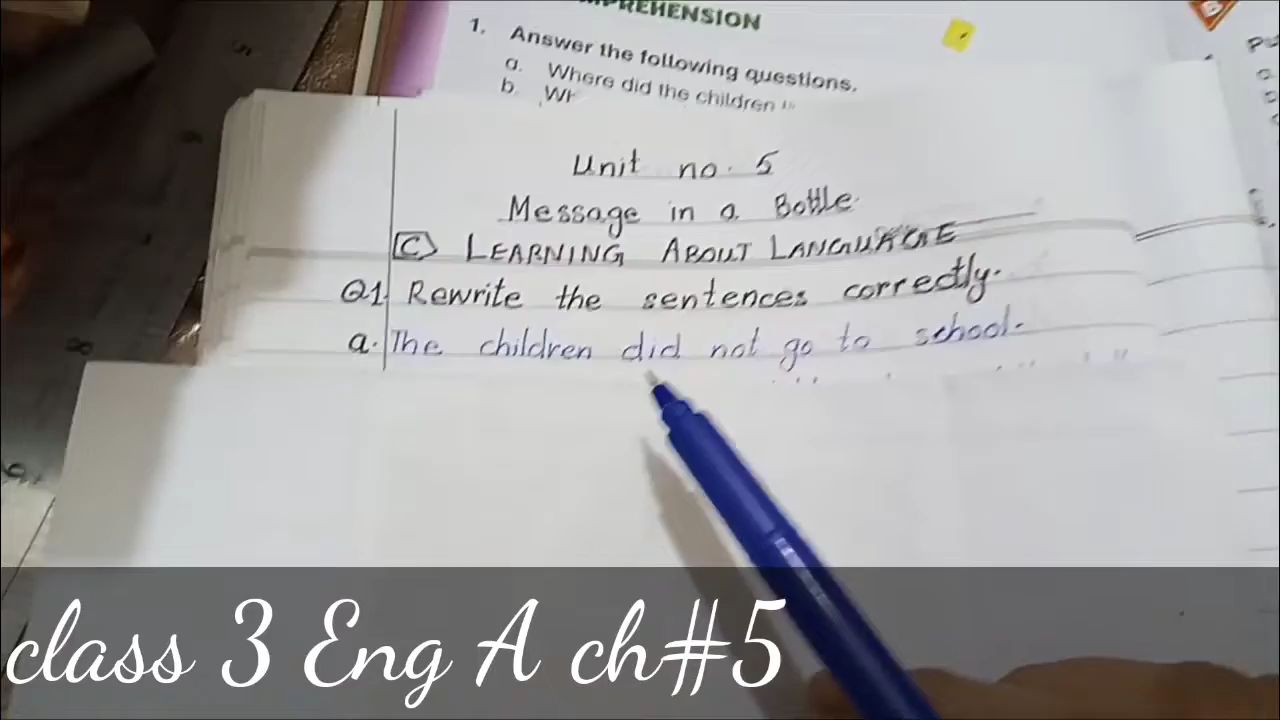 COMPREHENSION
1. Answer the following questions.
a. Where did the children
b.
Unit no. 5
Message in a Bottle
C LEARNING ABOUT LANGUAGE
Q1 Rewrite the sentences correctly.
a. The children did not go to school.
class 3 Eng A ch#5